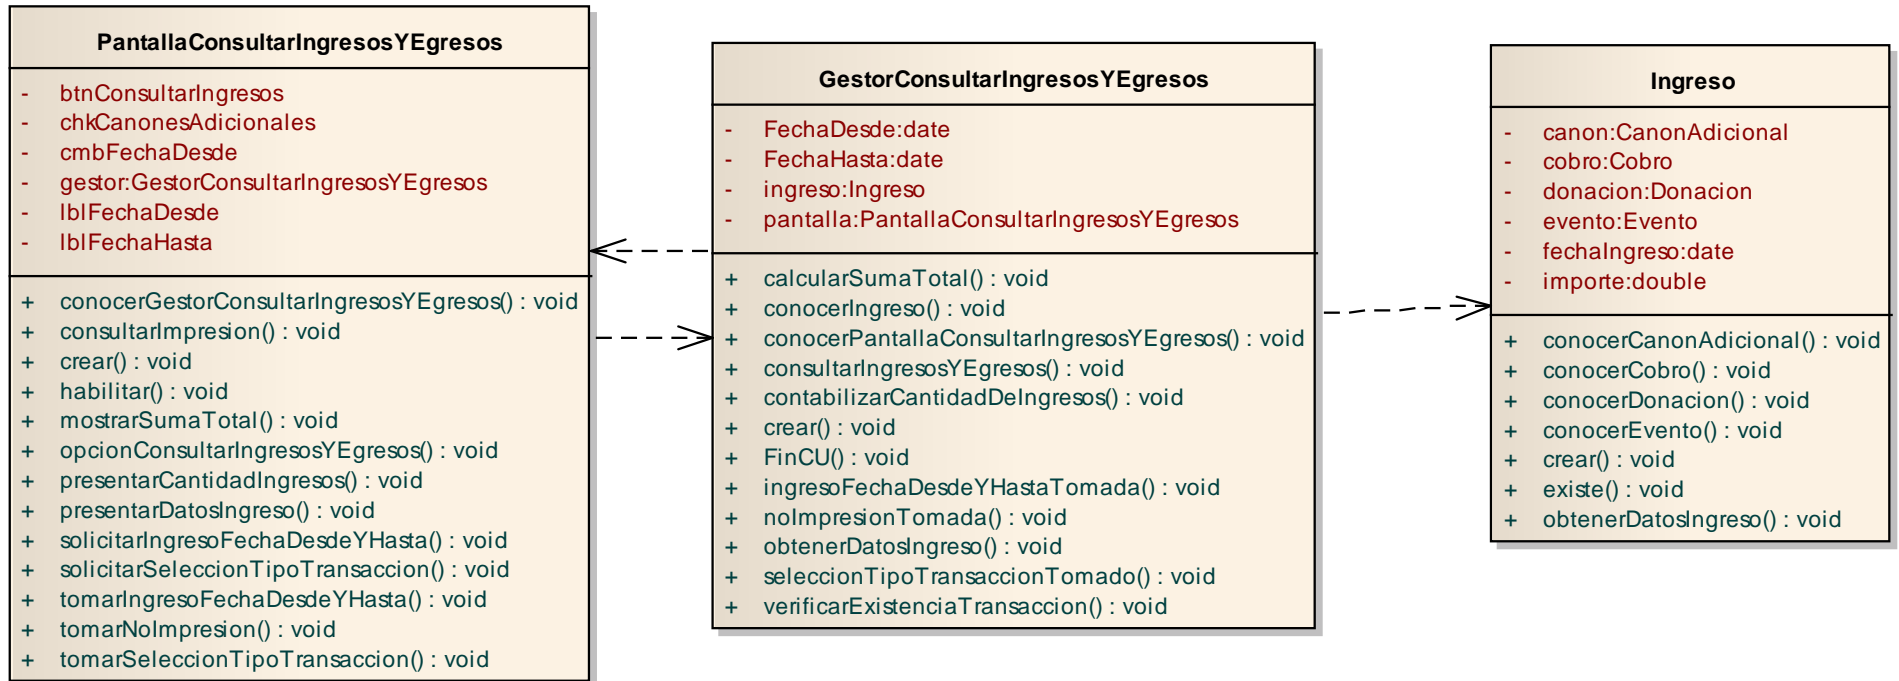 PantallaConsultarIngresosYEgresos
- btnConsultarIngresos
- chkCanonesAdicionales
- cmbFechaDesde
- gestor:GestorConsultarIngresosYEgresos
- lblFechaDesde
- lblFechaHasta
+ conocerGestorConsultarIngresosYEgresos() : void
+ consultarImpresion() : void
+ crear() : void
+ habilitar() : void
+ mostrarSumaTotal() : void
+ opcionConsultarIngresosYEgresos() : void
+ presentarCantidadIngresos() : void
+ presentarDatosIngreso() : void
+ solicitarIngresoFechaDesdeYHasta() : void
+ solicitarSeleccionTipoTransaccion() : void
+ tomarIngresoFechaDesdeYHasta() : void
+ tomarNoImpresion() : void
+ tomarSeleccionTipoTransaccion() : void
GestorConsultarIngresosYEgresos
- FechaDesde:date
- FechaHasta:date
- ingreso:Ingreso
- pantalla:PantallaConsultarIngresosYEgresos
+ calcularSumaTotal() : void
+ conocerIngreso() : void
+ conocerPantallaConsultarIngresosYEgresos() : void
+ consultarIngresosYEgresos() : void
+ contabilizarCantidadDeIngresos() : void
+ crear() : void
+ FinCU() : void
+ ingresoFechaDesdeYHastaTomada() : void
+ noImpresionTomada() : void
+ obtenerDatosIngreso() : void
+ seleccionTipoTransaccionTomado() : void
+ verificarExistenciaTransaccion() : void
Ingreso
- canon:CanonAdicional
- cobro:Cobro
- donacion:Donacion
- evento:Evento
- fechaIngreso:date
- importe:double
+ conocerCanonAdicional() : void
+ conocerCobro() : void
+ conocerDonacion() : void
+ conocerEvento() : void
+ crear() : void
+ existe() : void
+ obtenerDatosIngreso() : void